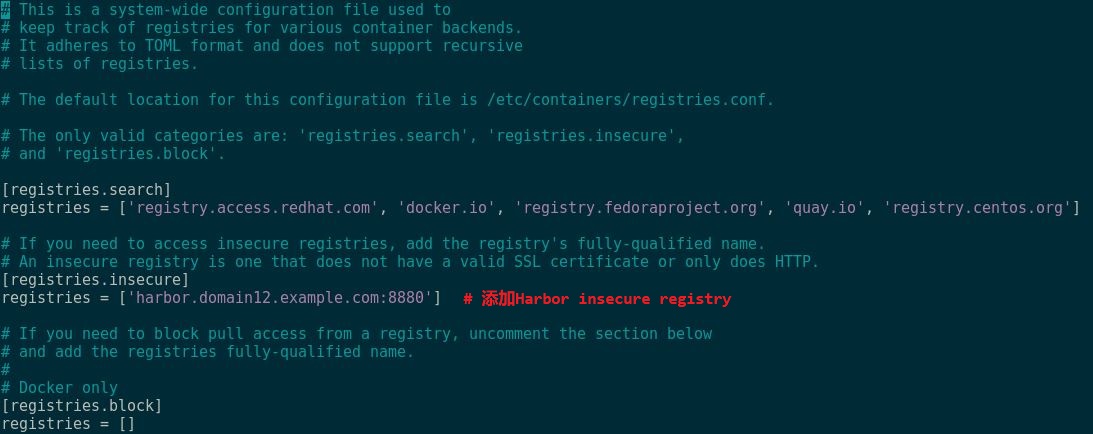 # This is a system-wide configuration file used to
# keep track of registries for various container backends.
# It adheres to TOML format and does not support recursive
# lists of registries.
# The default location for this configuration file is /etc/containers/registries.conf.
# The only valid categories are: 'registries.search', 'registries.insecure',
# and 'registries.block'.
[registries.search]
registries = ['registry.access.redhat.com', 'docker.io', 'registry.fedoraproject.org', 'quay.io', 'registry.centos.org']
# If you need to access insecure registries, add the registry's fully-qualified name.
# An insecure registry is one that does not have a valid SSL certificate or only does HTTP.
[registries.insecure]
registries = ['harbor.domain12.example.com:8880'] # 添加Harbor insecure registry
# If you need to block pull access from a registry, uncomment the section below
# and add the registries fully-qualified name.
#
# Docker only
[registries.block]
registries = []